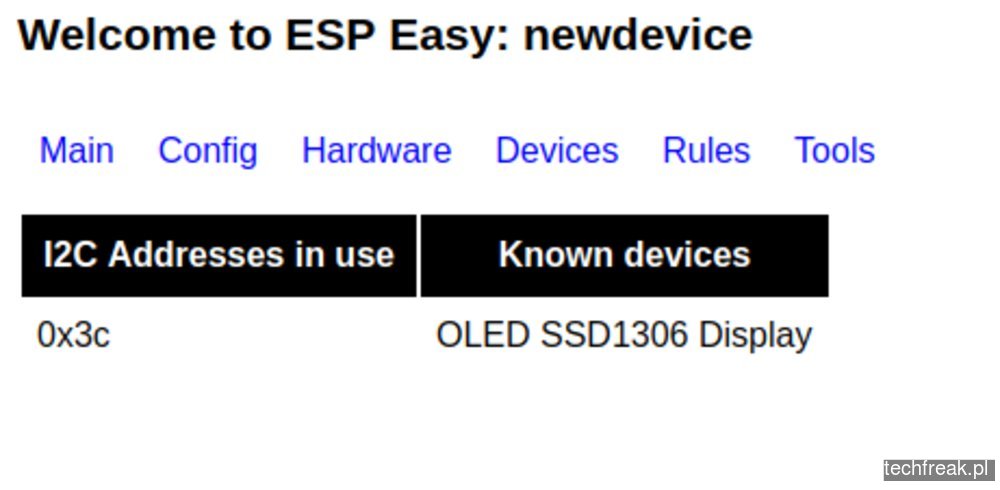 Welcome to ESP Easy: newdevice
Main Config Hardware Devices Rules Tools
I2C Addresses in use Known devices
0x3c OLED SSD1306 Display
techfreak.pl